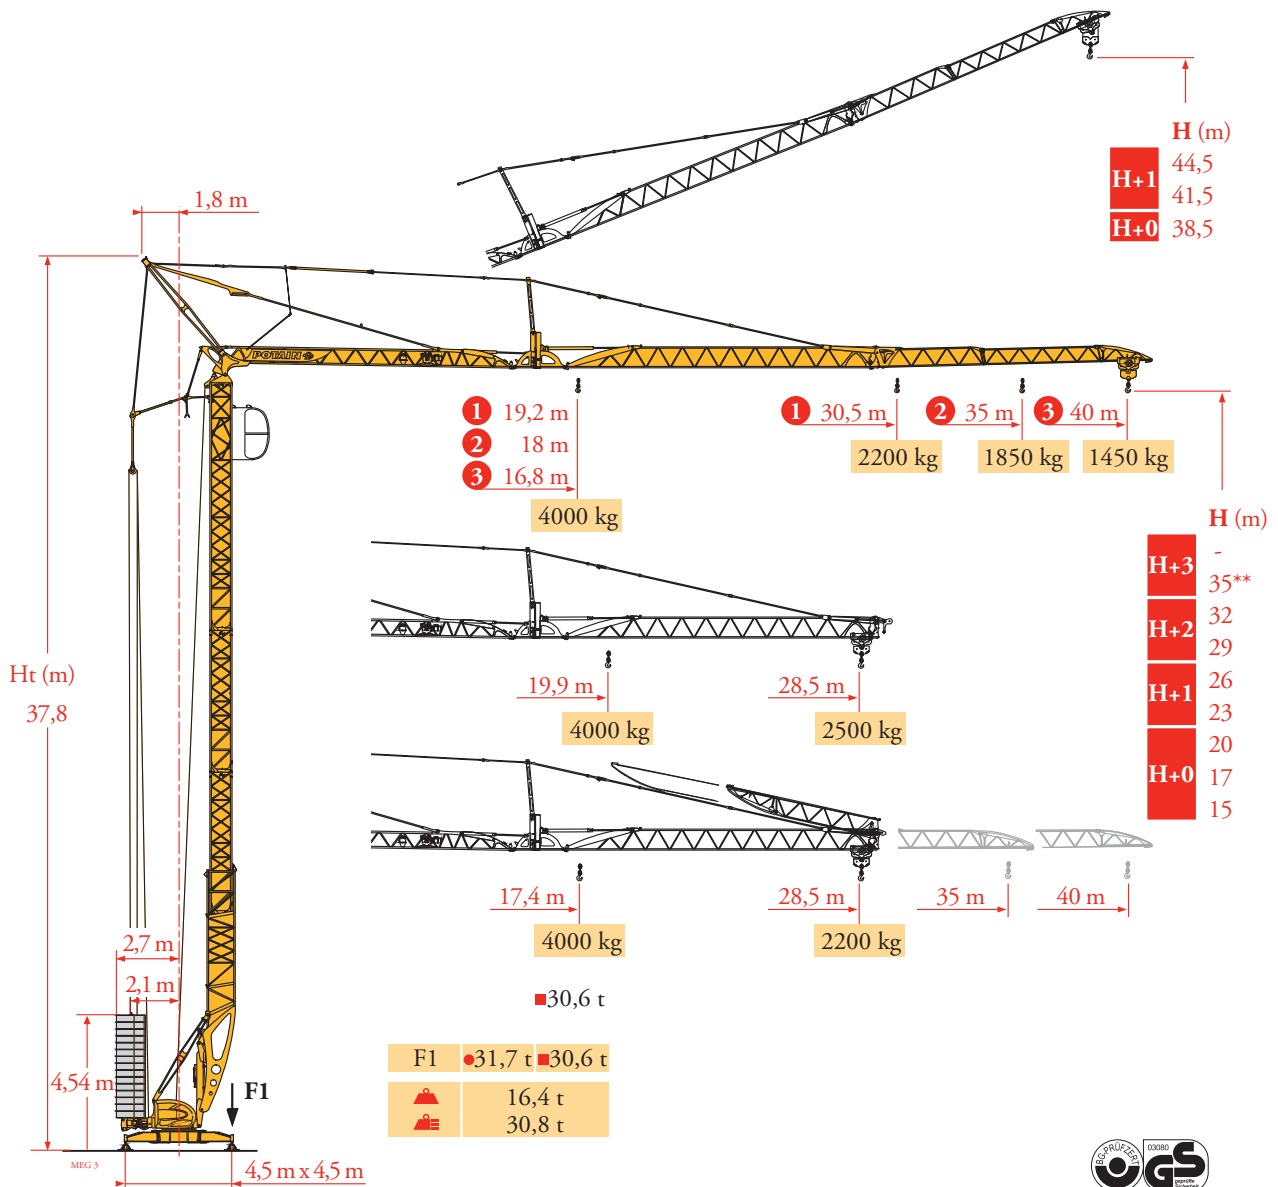 H (m)
H+1
44,5
41,5
H+0
38,5
1,8 m
POTAIN
1 19,2 m
2 18 m
3 16,8 m
4000 kg
1 30,5 m
2 35 m
3 40 m
2200 kg
1850 kg
1450 kg
H (m)
H+3
-
35**
H+2
32
29
H+1
26
23
H+0
20
17
15
Ht (m)
37,8
19,9 m
28,5 m
4000 kg
2500 kg
17,4 m
28,5 m
35 m
40 m
4000 kg
2200 kg
2,7 m
2,1 m
30,6 t
F1 31,7 t 30,6 t
16,4 t
30,8 t
4,54 m
F1
MEG 3
4,5 m x 4,5 m
BG-PRÜFZERT
03080
GS
geprüfte
Sicherheit